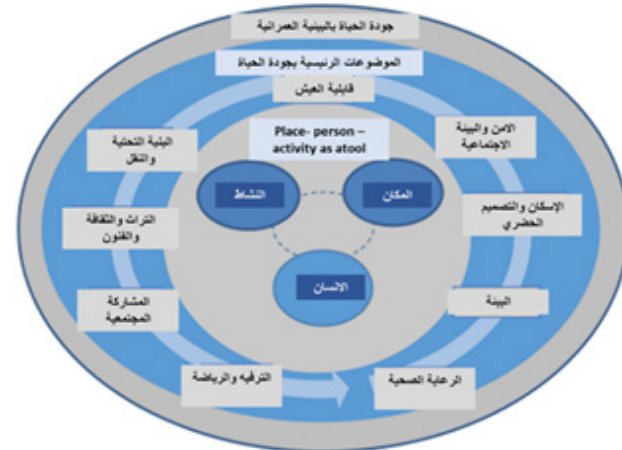 جودة الحياة بالبيئية العمرانية
الموضوعات الرئيسية بجودة الحياة
قابلية العيش
Place- person –
activity as atool
الامن والبيئة
الاجتماعية
البنية التحتية
والنقل
المكان
النشاط
الإسكان والتصميم
الحضري
التراث والثقافة
والفنون
الانسان
البيئة
المشاركة
المجتمعية
الرعاية الصحية
الترفيه والرياضة